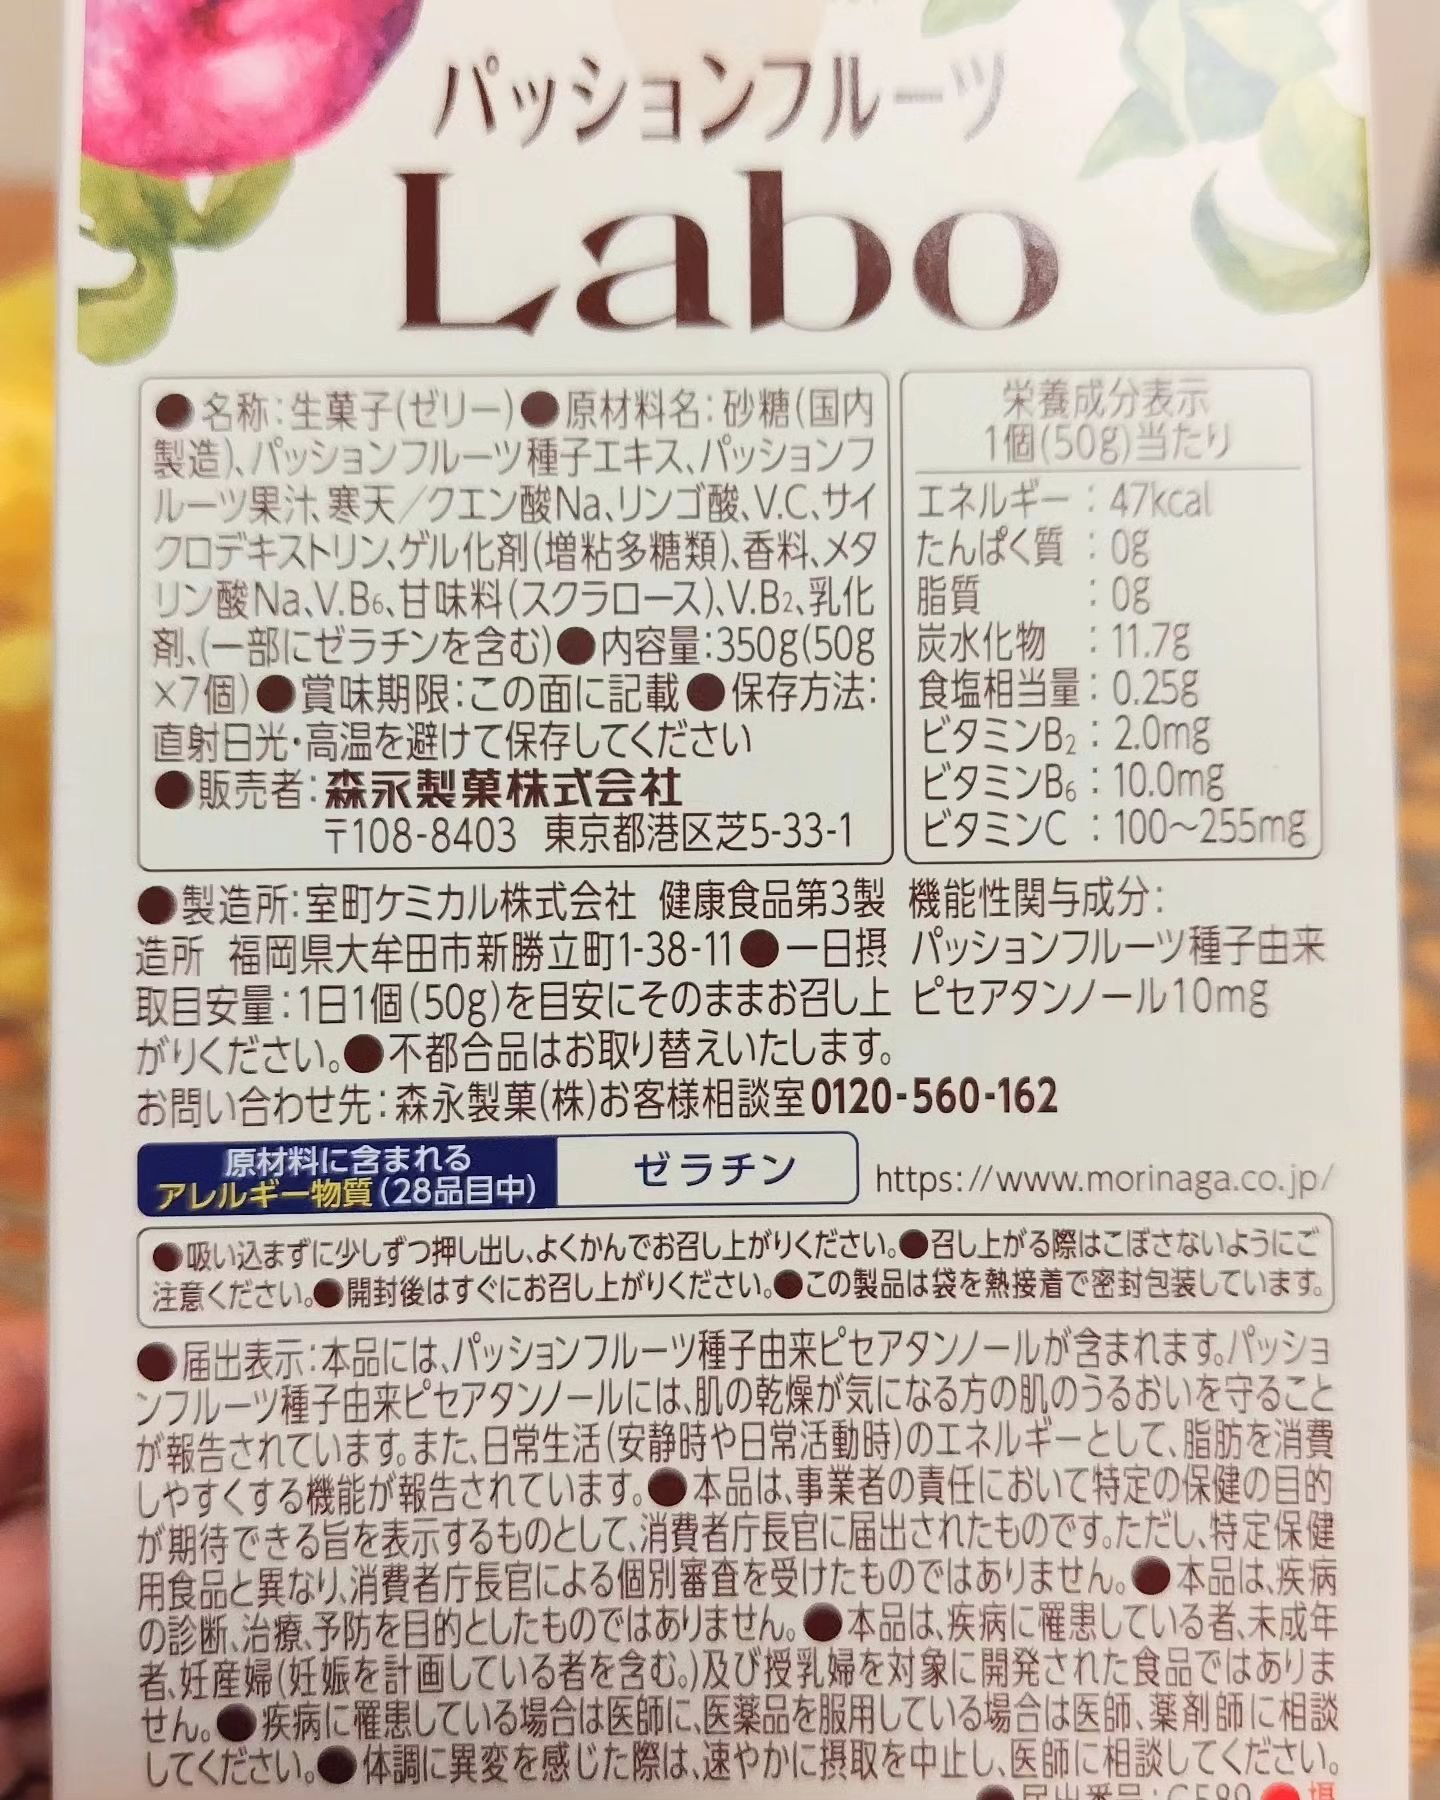 パッションフルーツ
Labo
●名称：生菓子(ゼリー)●原材料名：砂糖(国内
製造)、パッションフルーツ種子エキス、パッションフ
ルーツ果汁、寒天／クエン酸Na、リンゴ酸、V.C、サイ
クロデキストリン、ゲル化剤(増粘多糖類)、香料、メタ
リン酸Na、V.B6、甘味料(スクラロース)、V.B2、乳化
剤、(一部にゼラチンを含む)●内容量：350g(50g
×7個)●賞味期限：この面に記載●保存方法：
直射日光・高温を避けて保存してください
●販売者：森永製菓株式会社
〒108-8403 東京都港区芝5-33-1
栄養成分表示
1個(50g)当たり
エネルギー：47kcal
たんぱく質：0g
脂質：0g
炭水化物：11.7g
食塩相当量：0.25g
ビタミンB2：2.0mg
ビタミンB6：10.0mg
ビタミンC：100～255mg
●製造所：室町ケミカル株式会社 健康食品第3製
造所 福岡県大牟田市新勝立町1-38-11●一日摂
取目安量：1日1個(50g)を目安にそのままお召し上
がりください。●不都合品はお取り替えいたします。
お問い合わせ先：森永製菓(株)お客様相談室0120-560-162
機能性関与成分：
パッションフルーツ種子由来
ピセアタンノール10mg
原材料に含まれる
アレルギー物質(28品目中)
ゼラチン
https://www.morinaga.co.jp/
●吸い込まずに少しずつ押し出し、よくかんでお召し上がりください。●召し上がる際はこぼさないようにご
注意ください。●開封後はすぐにお召し上がりください。●この製品は袋を熱接着で密封包装しています。
●届出表示：本品には、パッションフルーツ種子由来ピセアタンノールが含まれます。パッショ
ンフルーツ種子由来ピセアタンノールには、肌の乾燥が気になる方の肌のうるおいを守ること
が報告されています。また、日常生活(安静時や日常活動時)のエネルギーとして、脂肪を消費
しやすくする機能が報告されています。●本品は、事業者の責任において特定の保健の目的
が期待できる旨を表示するものとして、消費者庁長官に届出されたものです。ただし、特定保健
用食品と異なり、消費者庁長官による個別審査を受けたものではありません。●本品は、疾病
の診断、治療、予防を目的としたものではありません。●本品は、疾病に罹患している者、未成年
者、妊産婦(妊娠を計画している者を含む。)及び授乳婦を対象に開発された食品ではありま
せん。●疾病に罹患している場合は医師に、医薬品を服用している場合は医師、薬剤師に相談
してください。●体調に異変を感じた際は、速やかに摂取を中止し、医師に相談してください。
●届出番号：G589